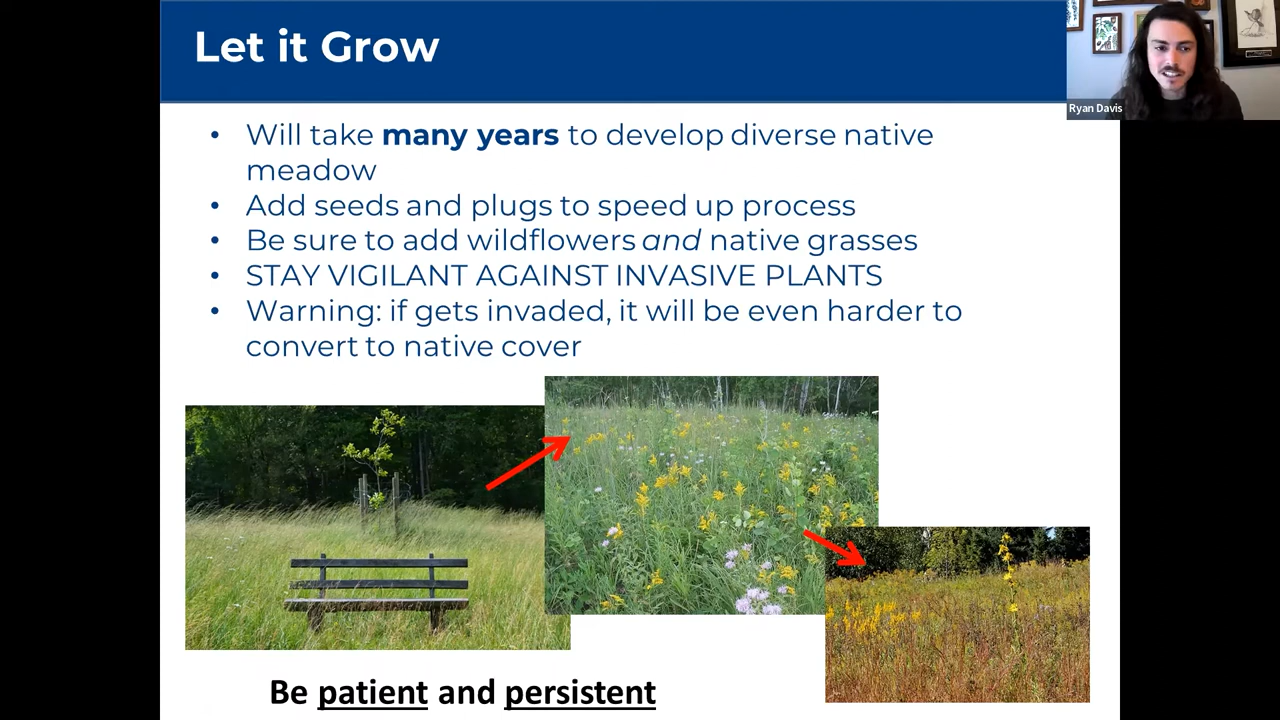 Let it Grow
Ryan Davis
• Will take many years to develop diverse native
meadow
• Add seeds and plugs to speed up process
• Be sure to add wildflowers and native grasses
• STAY VIGILANT AGAINST INVASIVE PLANTS
• Warning: if gets invaded, it will be even harder to
convert to native cover
Be patient and persistent